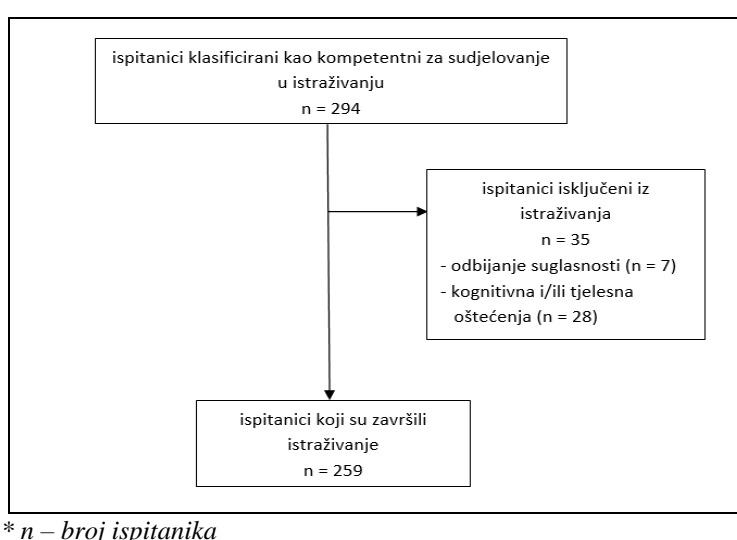 ispitanici klasificirani kao kompetentni za sudjelovanje
u istraživanju
n = 294
ispitanici isključeni iz
istraživanja
n = 35
- odbijanje suglasnosti (n = 7)
- kognitivna i/ili tjelesna
oštećenja (n = 28)
ispitanici koji su završili
istraživanje
n = 259
* n – broj ispitanika